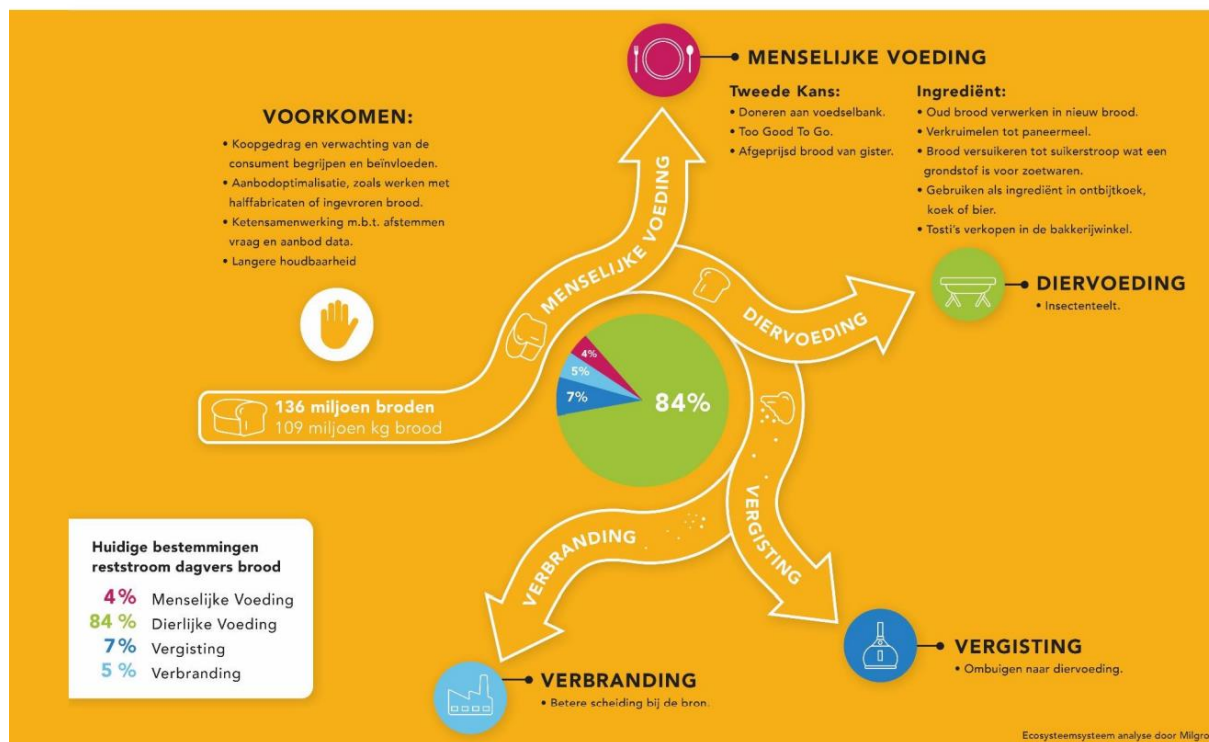 MENSELIJKE VOEDING
Tweede Kans:
• Doneren aan voedselbank.
• Too Good To Go.
• Afgeprijsd brood van gister.
Ingrediënt:
• Oud brood verwerken in nieuw brood.
• Verkruimelen tot paneermeel.
• Brood versuikeren tot suikerstroop wat een
grondstof is voor zoetwaren.
• Gebruiken als ingrediënt in ontbijtkoek,
koek of bier.
• Tosti's verkopen in de bakkerijwinkel.
VOORKOMEN:
• Koopgedrag en verwachting van de
consument begrijpen en beïnvloeden.
• Aanbodoptimalisatie, zoals werken met
halffabricaten of ingevroren brood.
• Ketensamenwerking m.b.t. afstemmen
vraag en aanbod data.
• Langere houdbaarheid
MENSELIJKE VOEDING
DIERVOEDING
DIERVOEDING
• Insectenteelt.
4%
5%
7%
84%
136 miljoen broden
109 miljoen kg brood
VERGISTING
VERBRANDING
Huidige bestemmingen
reststroom dagvers brood
4% Menselijke Voeding
84 % Dierlijke Voeding
7% Vergisting
5 % Verbranding
VERGISTING
• Ombuigen naar diervoeding.
VERBRANDING
• Betere scheiding bij de bron.
Ecosysteemsysteem analyse door Milgro